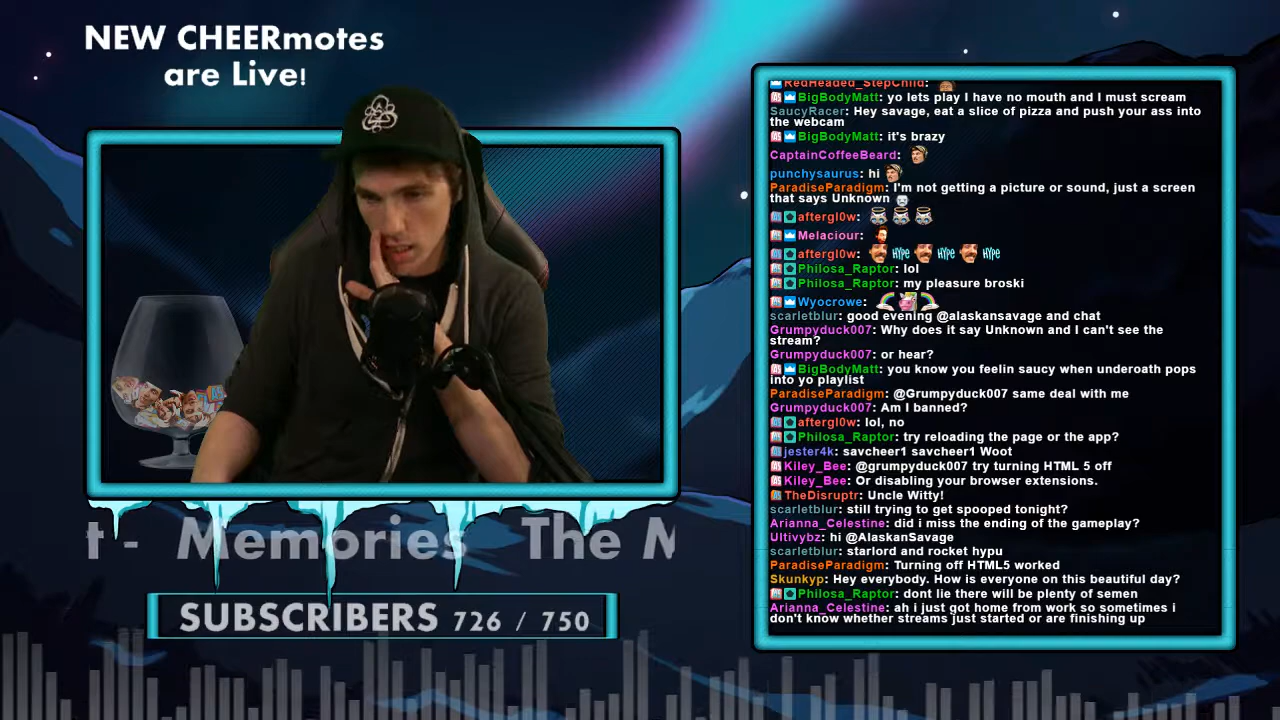 NEW CHEERmotes
are Live!
RedHeaded_StepChild:
BigBodyMatt: yo lets play I have no mouth and I must scream
SaucyRacer: Hey savage, eat a slice of pizza and push your ass into
the webcam
BigBodyMatt: it's brazy
CaptainCoffeeBeard:
punchysaurus: hi
ParadiseParadigm: I'm not getting a picture or sound, just a screen
that says Unknown
aftergl0w:
Melaciour:
aftergl0w: HYPE HYPE HYPE
Philosa_Raptor: lol
Philosa_Raptor: my pleasure broski
Wyocrowe:
scarletblur: good evening @alaskansavage and chat
Grumpyduck007: Why does it say Unknown and I can't see the
stream?
Grumpyduck007: or hear?
BigBodyMatt: you know you feelin saucy when underoath pops
into yo playlist
ParadiseParadigm: @Grumpyduck007 same deal with me
Grumpyduck007: Am I banned?
aftergl0w: lol, no
Philosa_Raptor: try reloading the page or the app?
jester4k: savcheer1 savcheer1 Woot
Kiley_Bee: @grumpyduck007 try turning HTML 5 off
Kiley_Bee: Or disabling your browser extensions.
TheDisruptr: Uncle Witty!
scarletblur: still trying to get spooped tonight?
Arianna_Celestine: did i miss the ending of the gameplay?
Ultivybz: hi @AlaskanSavage
scarletblur: starlord and rocket hypu
ParadiseParadigm: Turning off HTML5 worked
Skunkyp: Hey everybody. How is everyone on this beautiful day?
Philosa_Raptor: dont lie there will be plenty of semen
Arianna_Celestine: ah i just got home from work so sometimes i
don't know whether streams just started or are finishing up
t - Memories The M
SUBSCRIBERS 726 / 750